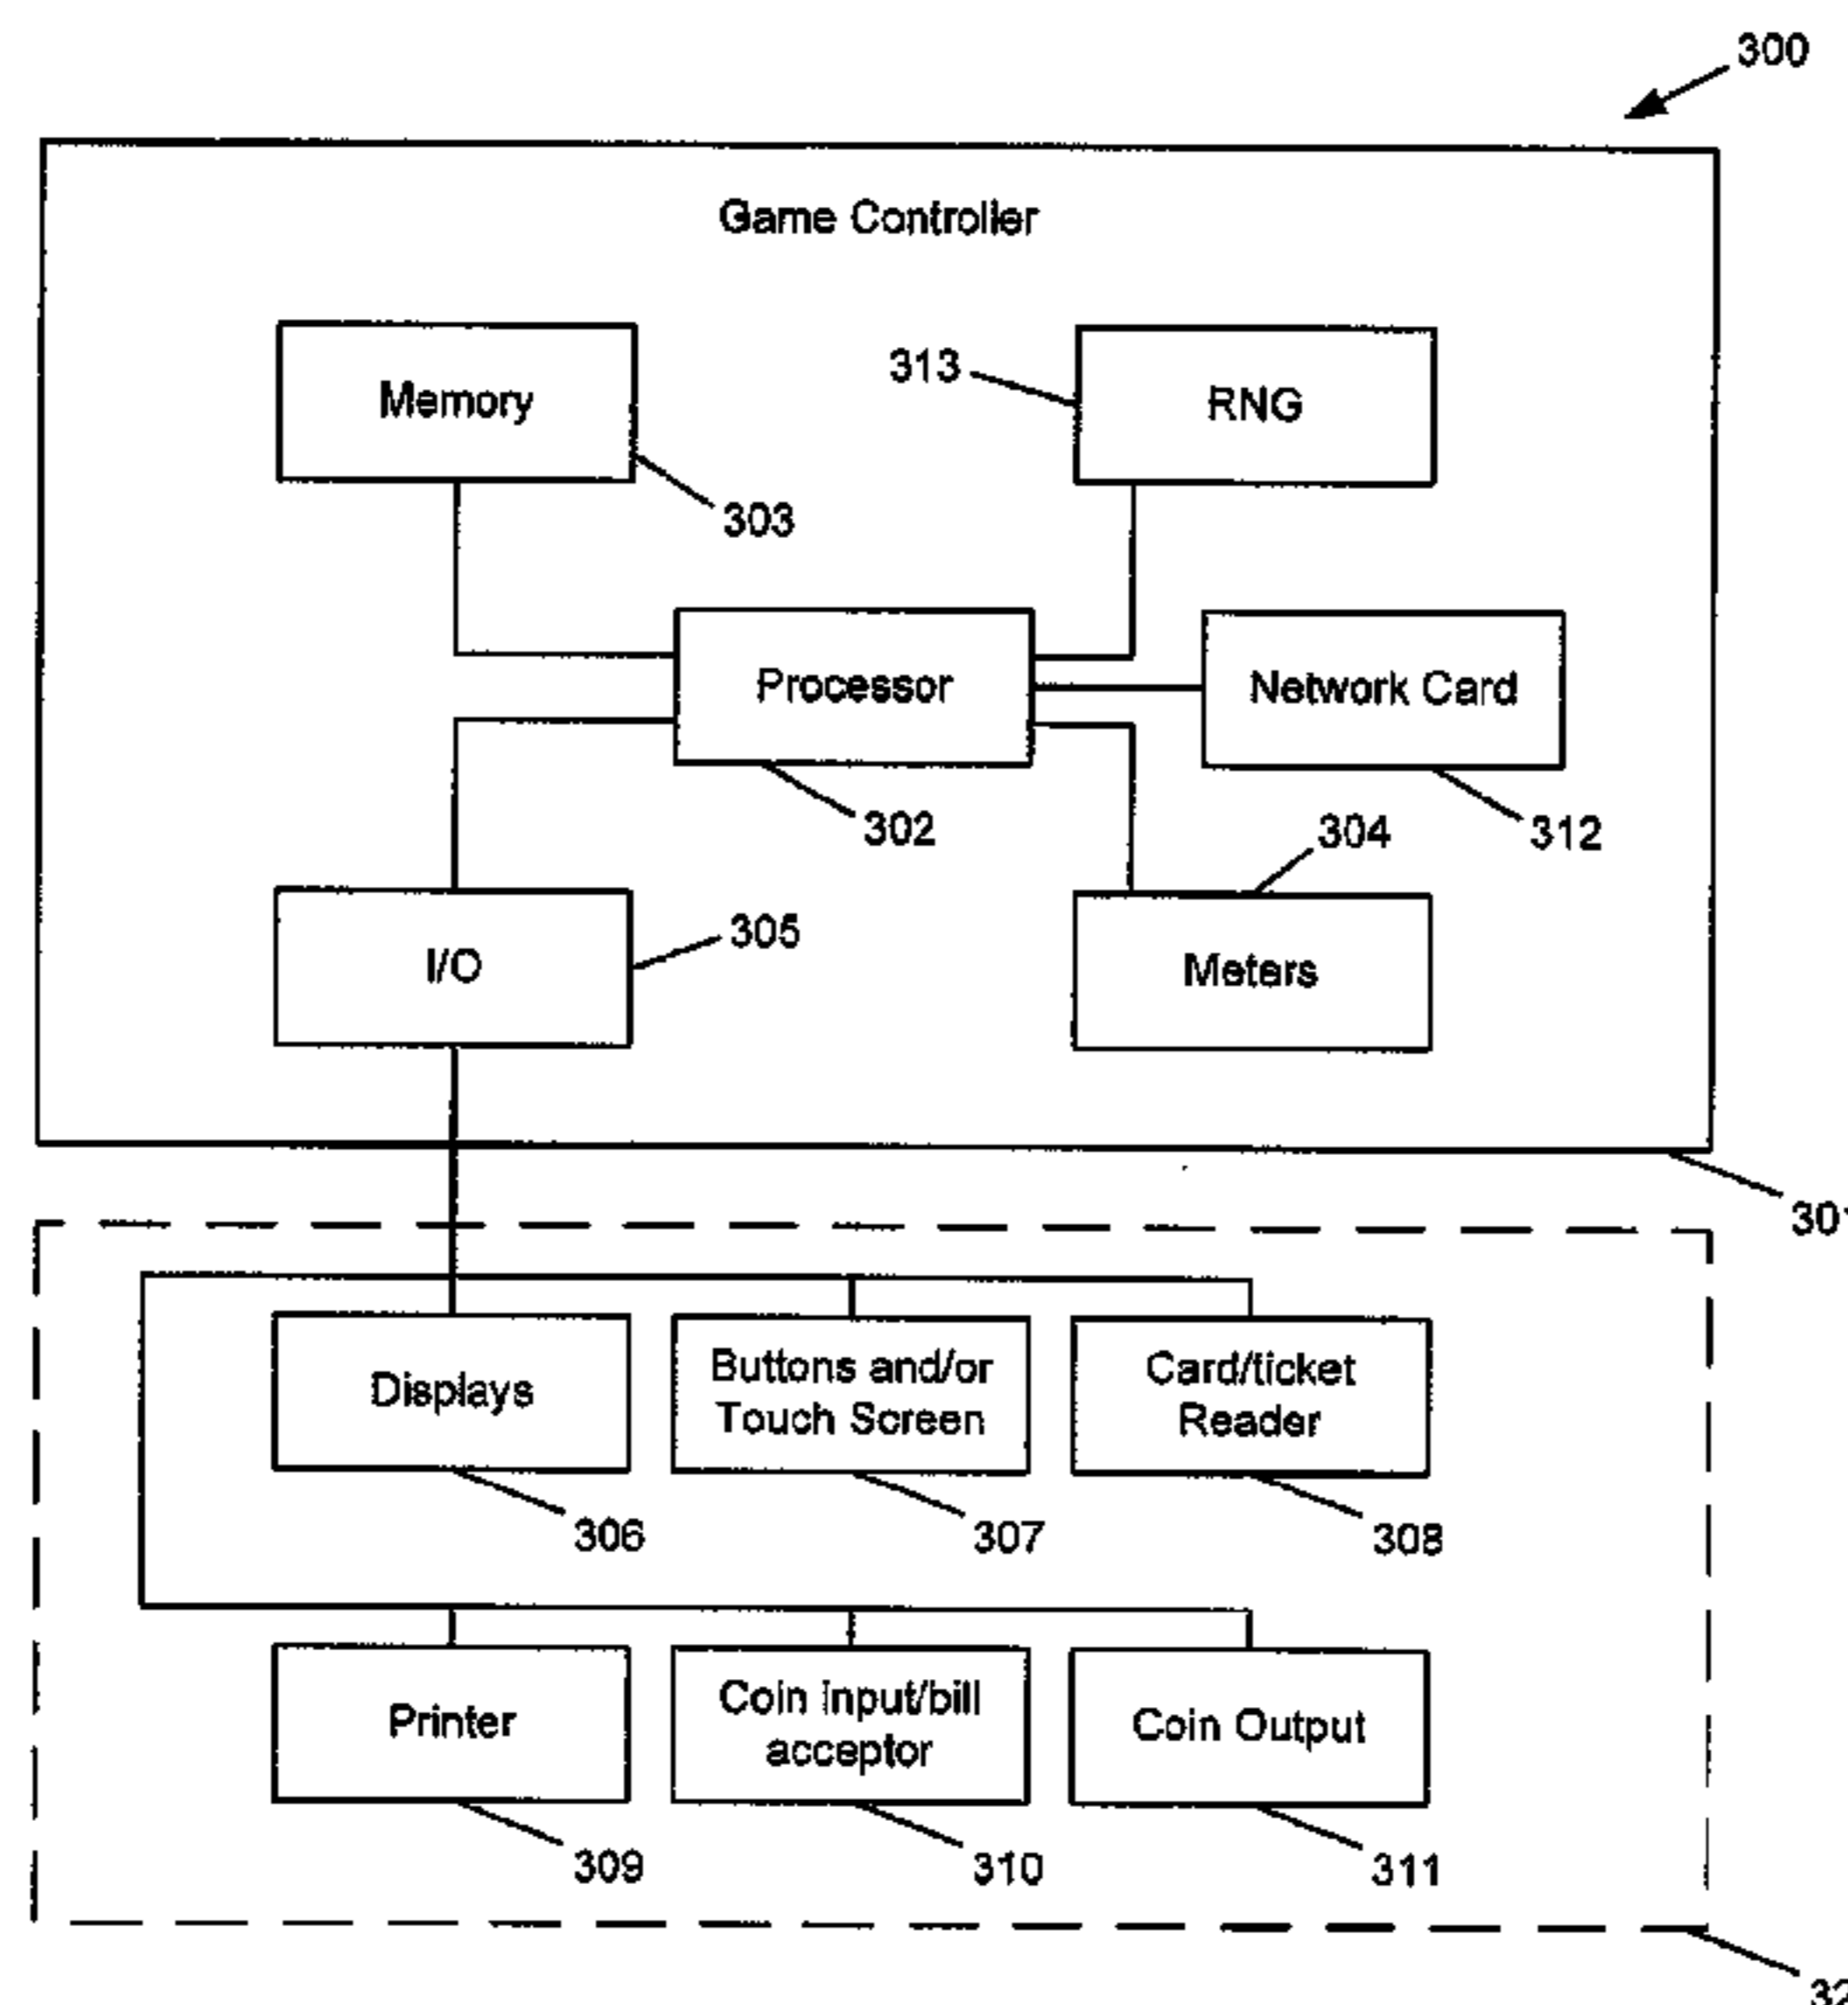 300
Game Controller
Memory
313
RNG
303
Processor
Network Card
302
304
312
305
I/O
Meters
301
Displays
Buttons and/or
Touch Screen
Card/ticket
Reader
306
307
308
Printer
Coin Input/bill
acceptor
Coin Output
309
310
311